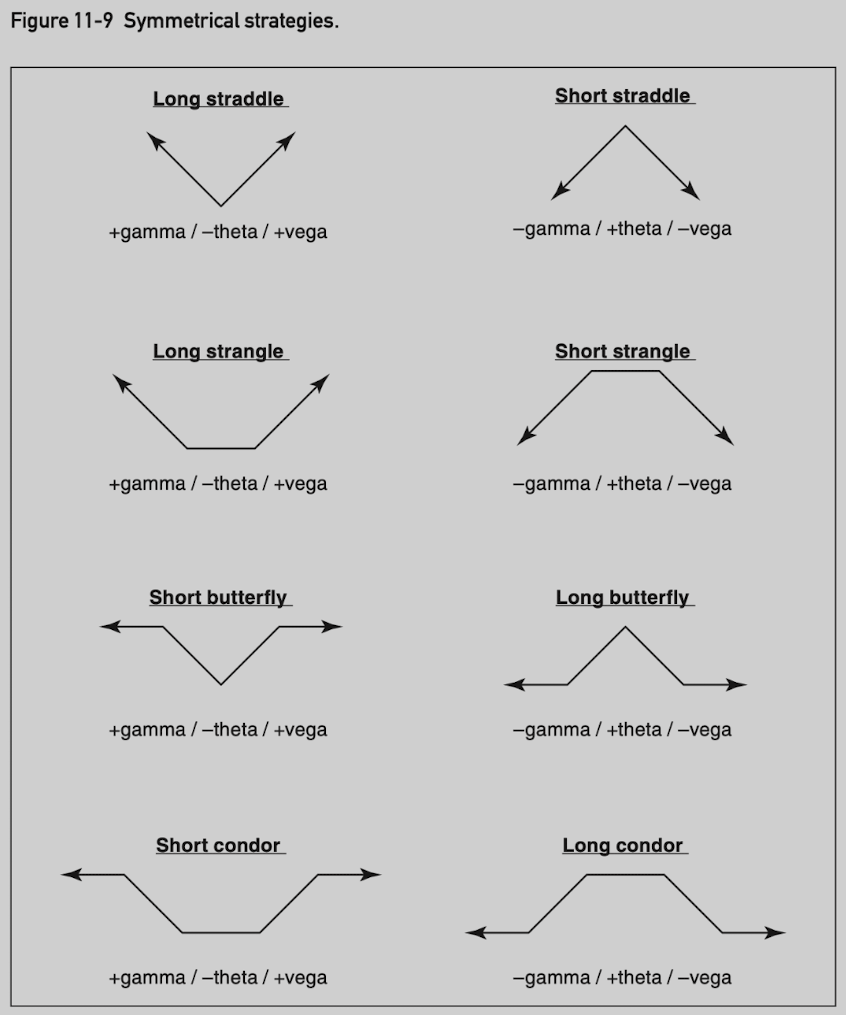 Figure 11-9 Symmetrical strategies.
Long straddle
Short straddle
+gamma / –theta / +vega
–gamma / +theta / –vega
Long strangle
Short strangle
+gamma / –theta / +vega
–gamma / +theta / –vega
Short butterfly
Long butterfly
+gamma / –theta / +vega
–gamma / +theta / –vega
Short condor
Long condor
+gamma / –theta / +vega
–gamma / +theta / –vega